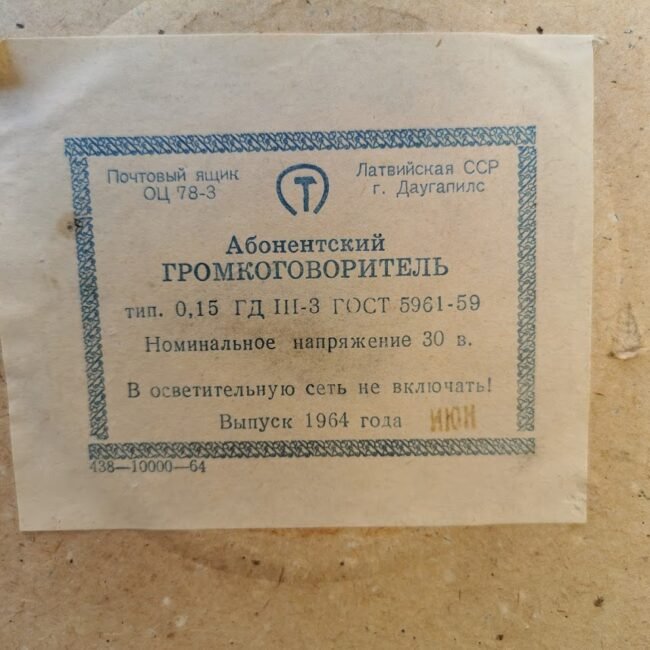 Почтовый ящик
ОЦ 78-3
Т
Латвийская ССР
г. Даугапилс
Абонентский
ГРОМКОГОВОРИТЕЛЬ
тип. 0,15 ГД III-3 ГОСТ 5961-59
Номинальное напряжение 30 в.
В осветительную сеть не включать!
Выпуск 1964 года ИЮН
438—10000—64